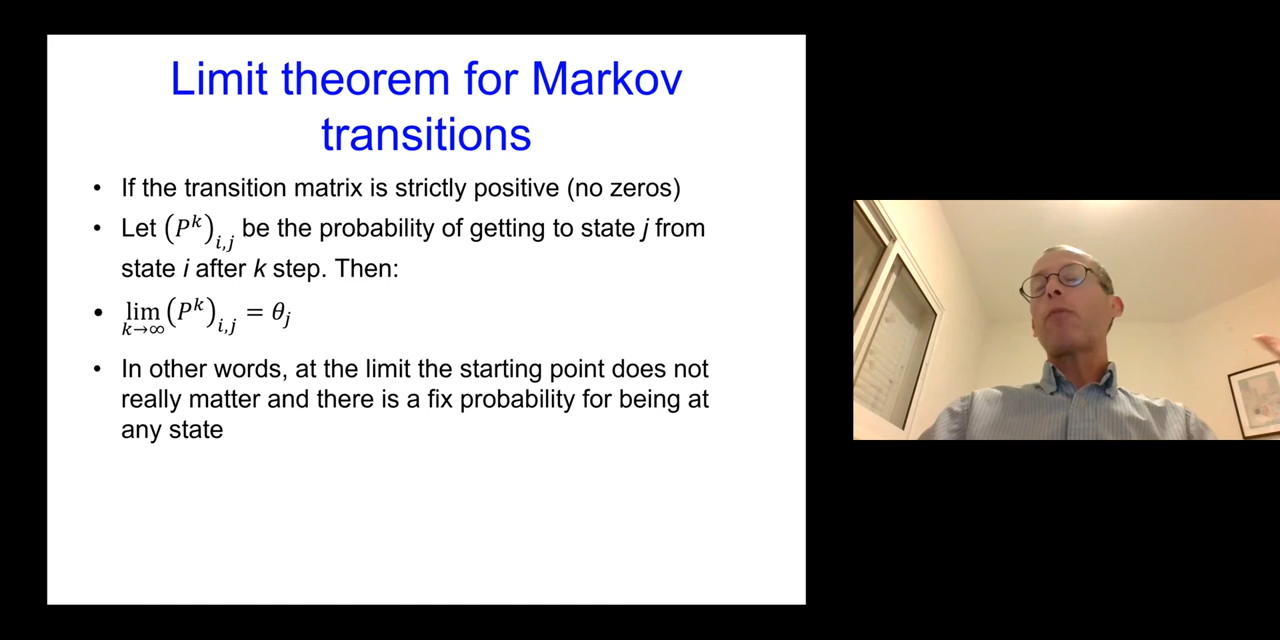 Limit theorem for Markov
transitions
• If the transition matrix is strictly positive (no zeros)
• Let (P^k)_{i,j} be the probability of getting to state j from
state i after k step. Then:
• lim_{k→∞} (P^k)_{i,j} = θ_j
• In other words, at the limit the starting point does not
really matter and there is a fix probability for being at
any state